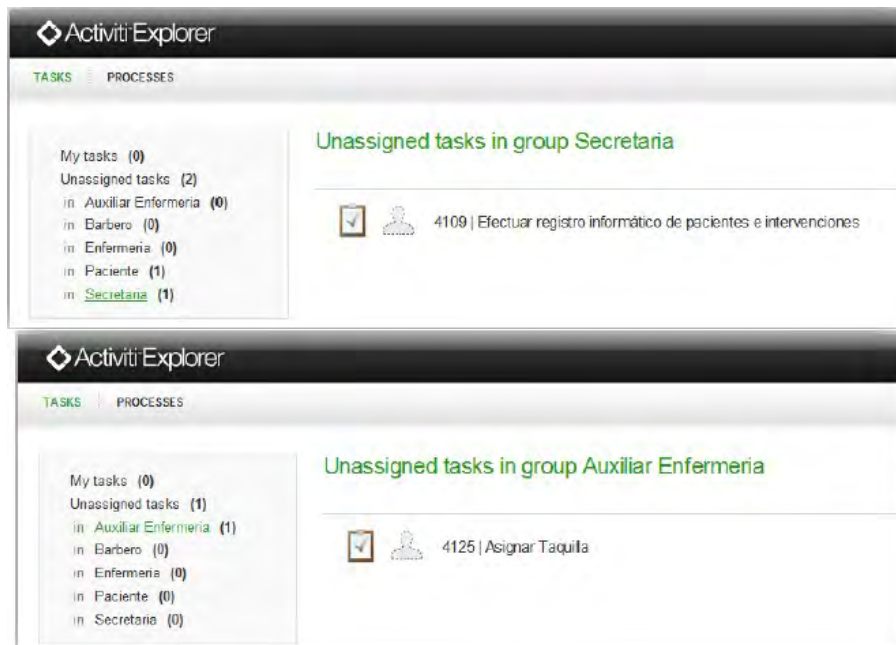 Activiti Explorer
TASKS PROCESSES
My tasks (0)
Unassigned tasks (2)
in Auxiliar Enfermeria (0)
in Barbero (0)
in Enfermeria (0)
in Paciente (1)
in Secretaria (1)
Unassigned tasks in group Secretaria
4109 | Efectuar registro informático de pacientes e intervenciones
Activiti Explorer
TASKS PROCESSES
My tasks (0)
Unassigned tasks (1)
in Auxiliar Enfermeria (1)
in Barbero (0)
in Enfermeria (0)
in Paciente (0)
in Secretaria (0)
Unassigned tasks in group Auxiliar Enfermeria
4125 | Asignar Taquilla